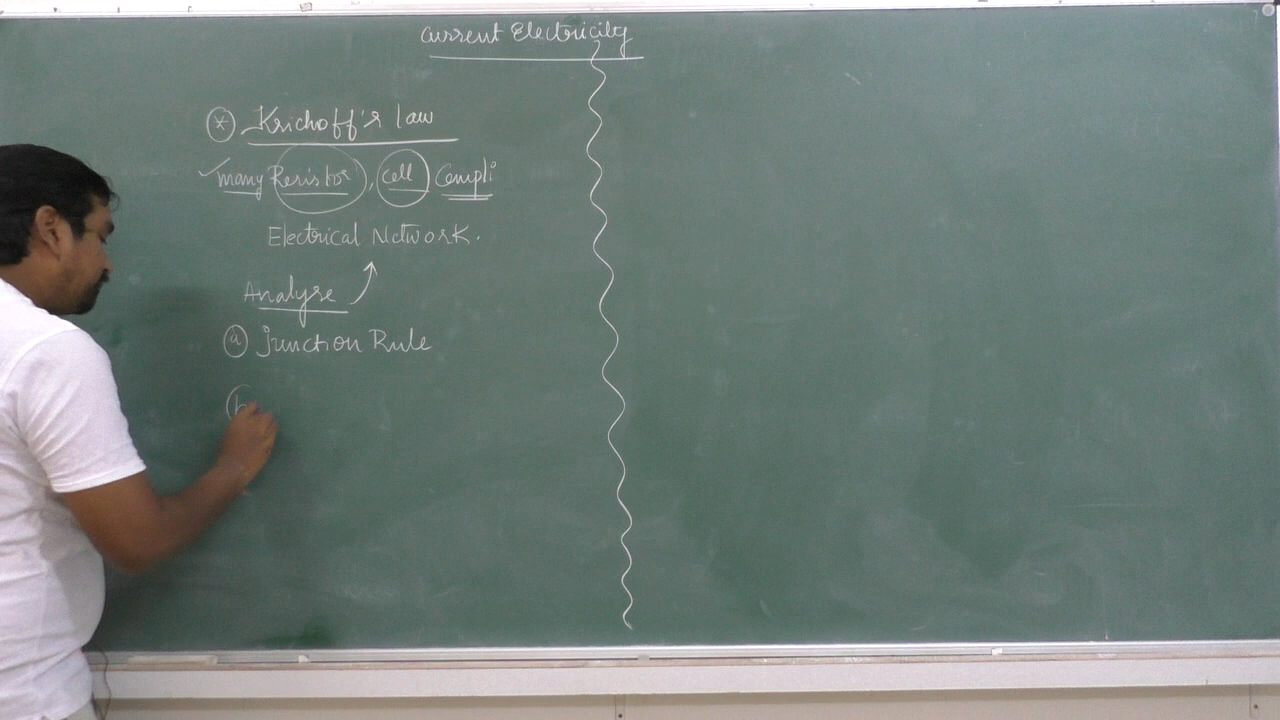 Current Electricity
* Krichoff's law
✓many Resistor, cell Compli
Electrical Network.
Analyse
a Junction Rule
(b